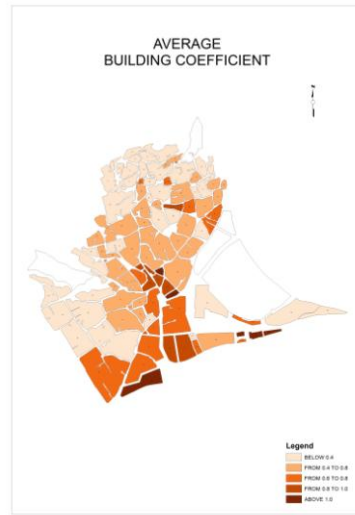 AVERAGE
BUILDING COEFFICIENT
N
Legend
BELOW 0.4
FROM 0.4 TO 0.6
FROM 0.6 TO 0.8
FROM 0.8 TO 1.0
ABOVE 1.0